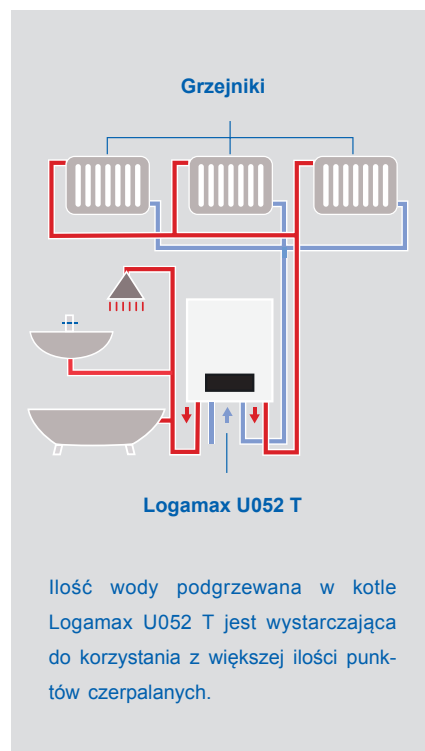 Grzejniki
Logamax U052 T
Ilość wody podgrzewana w kotle
Logamax U052 T jest wystarczająca
do korzystania z większej ilości punk-
tów czerpalanych.